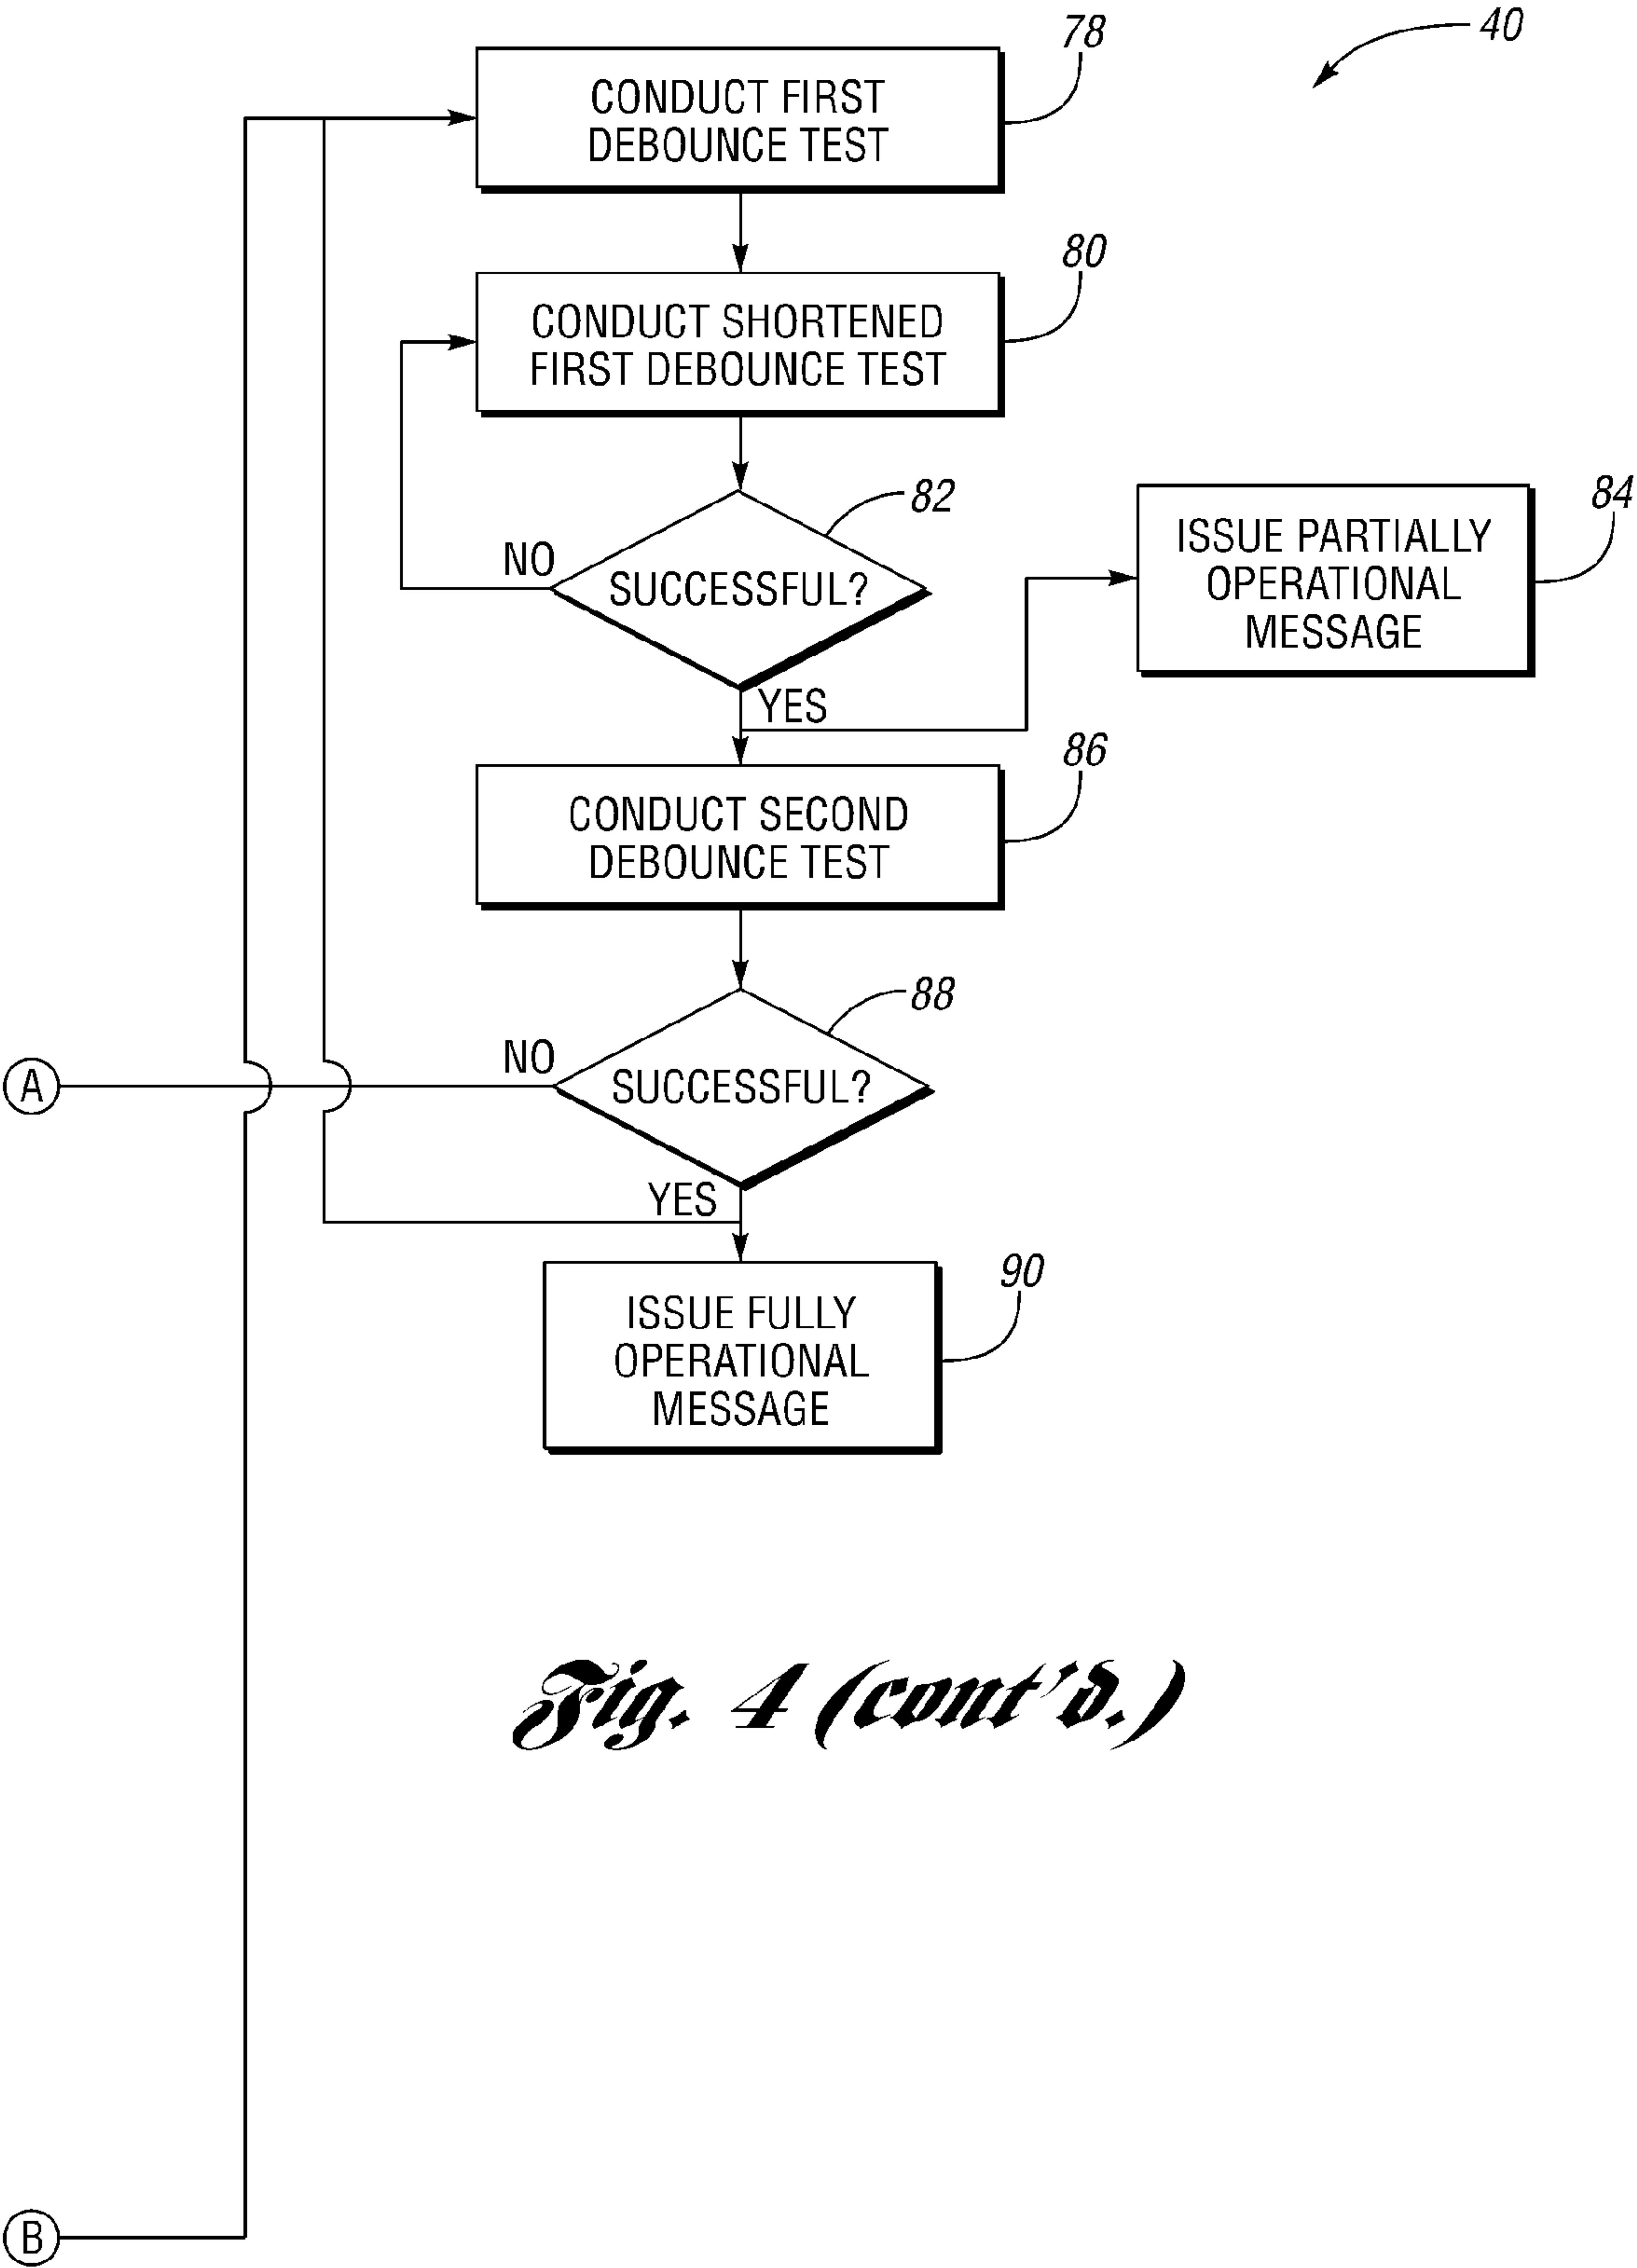 40
78
CONDUCT FIRST
DEBOUNCE TEST
80
CONDUCT SHORTENED
FIRST DEBOUNCE TEST
82
NO
SUCCESSFUL?
YES
84
ISSUE PARTIALLY
OPERATIONAL
MESSAGE
86
CONDUCT SECOND
DEBOUNCE TEST
88
A
NO
SUCCESSFUL?
YES
90
ISSUE FULLY
OPERATIONAL
MESSAGE
Fig. 4 (cont'd.)
B